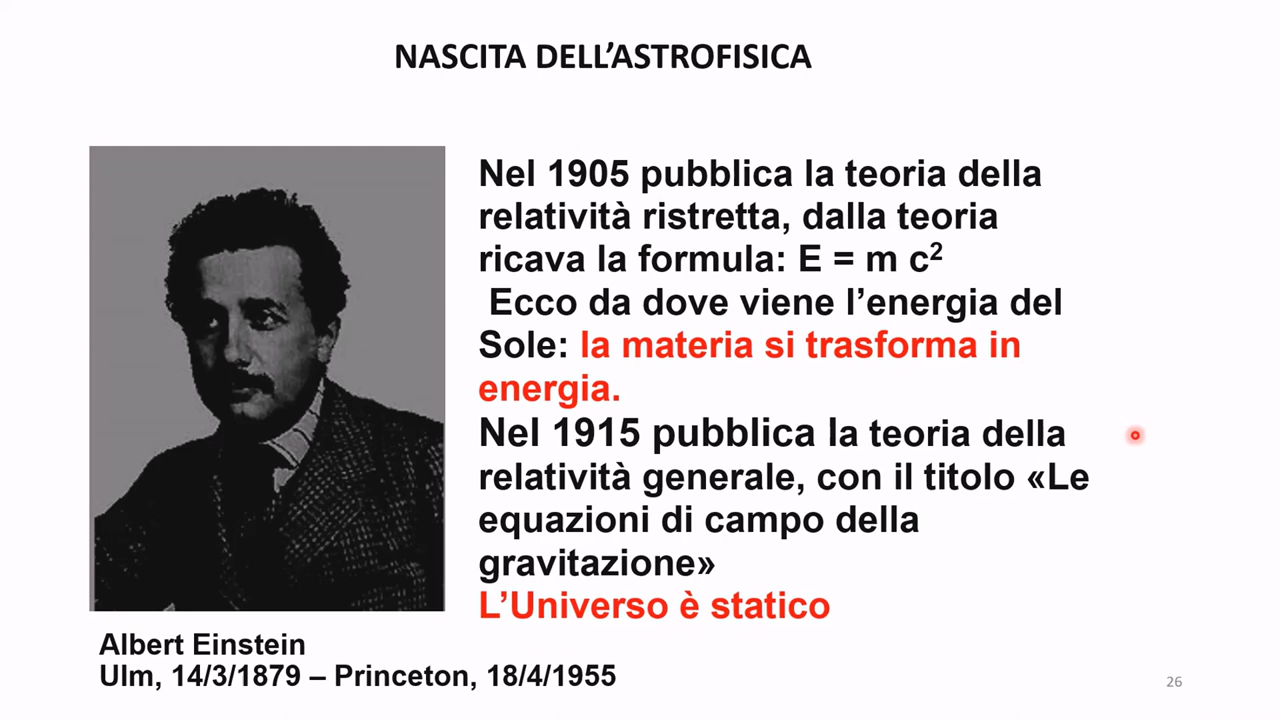 NASCITA DELL’ASTROFISICA
Nel 1905 pubblica la teoria della
relatività ristretta, dalla teoria
ricava la formula: E = m c²
Ecco da dove viene l’energia del
Sole: la materia si trasforma in
energia.
Nel 1915 pubblica la teoria della
relatività generale, con il titolo «Le
equazioni di campo della
gravitazione»
L’Universo è statico
Albert Einstein
Ulm, 14/3/1879 – Princeton, 18/4/1955
26